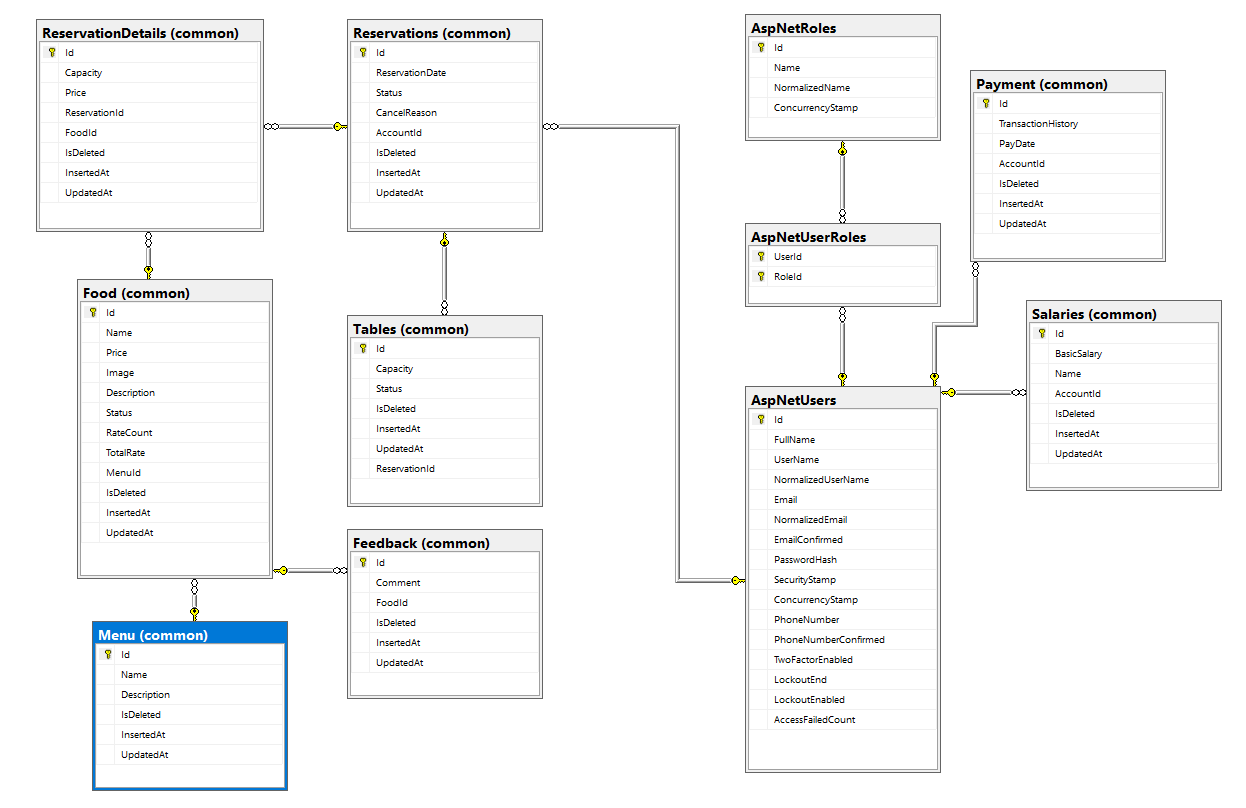 ReservationDetails (common)
Id
Capacity
Price
ReservationId
FoodId
IsDeleted
InsertedAt
UpdatedAt
Reservations (common)
Id
ReservationDate
Status
CancelReason
AccountId
IsDeleted
InsertedAt
UpdatedAt
AspNetRoles
Id
Name
NormalizedName
ConcurrencyStamp
Payment (common)
Id
TransactionHistory
PayDate
AccountId
IsDeleted
InsertedAt
UpdatedAt
AspNetUserRoles
UserId
RoleId
Food (common)
Id
Name
Price
Image
Description
Status
RateCount
TotalRate
MenuId
IsDeleted
InsertedAt
UpdatedAt
Tables (common)
Id
Capacity
Status
IsDeleted
InsertedAt
UpdatedAt
ReservationId
Salaries (common)
Id
BasicSalary
Name
AccountId
IsDeleted
InsertedAt
UpdatedAt
AspNetUsers
Id
FullName
UserName
NormalizedUserName
Email
NormalizedEmail
EmailConfirmed
PasswordHash
SecurityStamp
ConcurrencyStamp
PhoneNumber
PhoneNumberConfirmed
TwoFactorEnabled
LockoutEnd
LockoutEnabled
AccessFailedCount
Feedback (common)
Id
Comment
FoodId
IsDeleted
InsertedAt
UpdatedAt
Menu (common)
Id
Name
Description
IsDeleted
InsertedAt
UpdatedAt